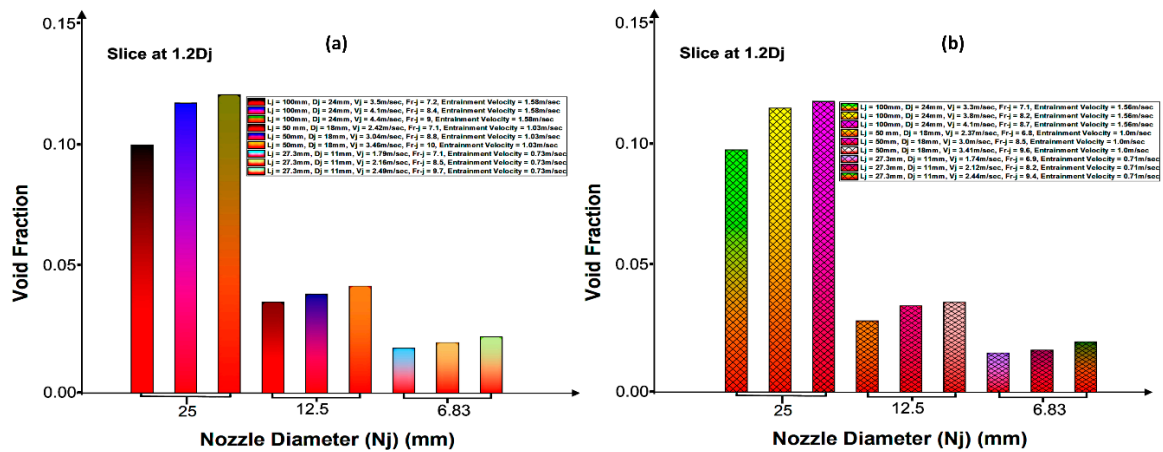 (a)
Slice at 1.2Dj
Void Fraction
0.15
0.10
0.05
0.00
Lj = 100mm, Dj = 24mm, Vj = 3.5m/sec, Fr-j = 7.2, Entrainment Velocity = 1.58m/sec
Lj = 100mm, Dj = 24mm, Vj = 4.1m/sec, Fr-j = 8.4, Entrainment Velocity = 1.58m/sec
Lj = 100mm, Dj = 24mm, Vj = 4.4m/sec, Fr-j = 9, Entrainment Velocity = 1.58m/sec
Lj = 50 mm, Dj = 18mm, Vj = 2.42m/sec, Fr-j = 7.1, Entrainment Velocity = 1.03m/sec
Lj = 50mm, Dj = 18mm, Vj = 3.04m/sec, Fr-j = 8.8, Entrainment Velocity = 1.03m/sec
Lj = 50mm, Dj = 18mm, Vj = 3.46m/sec, Fr-j = 10, Entrainment Velocity = 1.03m/sec
Lj = 27.3mm, Dj = 11mm, Vj = 1.79m/sec, Fr-j = 7.1, Entrainment Velocity = 0.73m/sec
Lj = 27.3mm, Dj = 11mm, Vj = 2.16m/sec, Fr-j = 8.5, Entrainment Velocity = 0.73m/sec
Lj = 27.3mm, Dj = 11mm, Vj = 2.49m/sec, Fr-j = 9.7, Entrainment Velocity = 0.73m/sec
25
12.5
6.83
Nozzle Diameter (Nj) (mm)
(b)
Slice at 1.2Dj
Void Fraction
0.15
0.10
0.05
0.00
Lj = 100mm, Dj = 24mm, Vj = 3.3m/sec, Fr-j = 7.1, Entrainment Velocity = 1.56m/sec
Lj = 100mm, Dj = 24mm, Vj = 3.8m/sec, Fr-j = 8.2, Entrainment Velocity = 1.56m/sec
Lj = 100mm, Dj = 24mm, Vj = 4.1m/sec, Fr-j = 8.7, Entrainment Velocity = 1.56m/sec
Lj = 50 mm, Dj = 18mm, Vj = 2.37m/sec, Fr-j = 6.8, Entrainment Velocity = 1.0m/sec
Lj = 50mm, Dj = 18mm, Vj = 3.0m/sec, Fr-j = 8.5, Entrainment Velocity = 1.0m/sec
Lj = 50mm, Dj = 18mm, Vj = 3.41m/sec, Fr-j = 9.6, Entrainment Velocity = 1.0m/sec
Lj = 27.3mm, Dj = 11mm, Vj = 1.74m/sec, Fr-j = 6.9, Entrainment Velocity = 0.71m/sec
Lj = 27.3mm, Dj = 11mm, Vj = 2.12m/sec, Fr-j = 8.2, Entrainment Velocity = 0.71m/sec
Lj = 27.3mm, Dj = 11mm, Vj = 2.44m/sec, Fr-j = 9.4, Entrainment Velocity = 0.71m/sec
25
12.5
6.83
Nozzle Diameter (Nj) (mm)